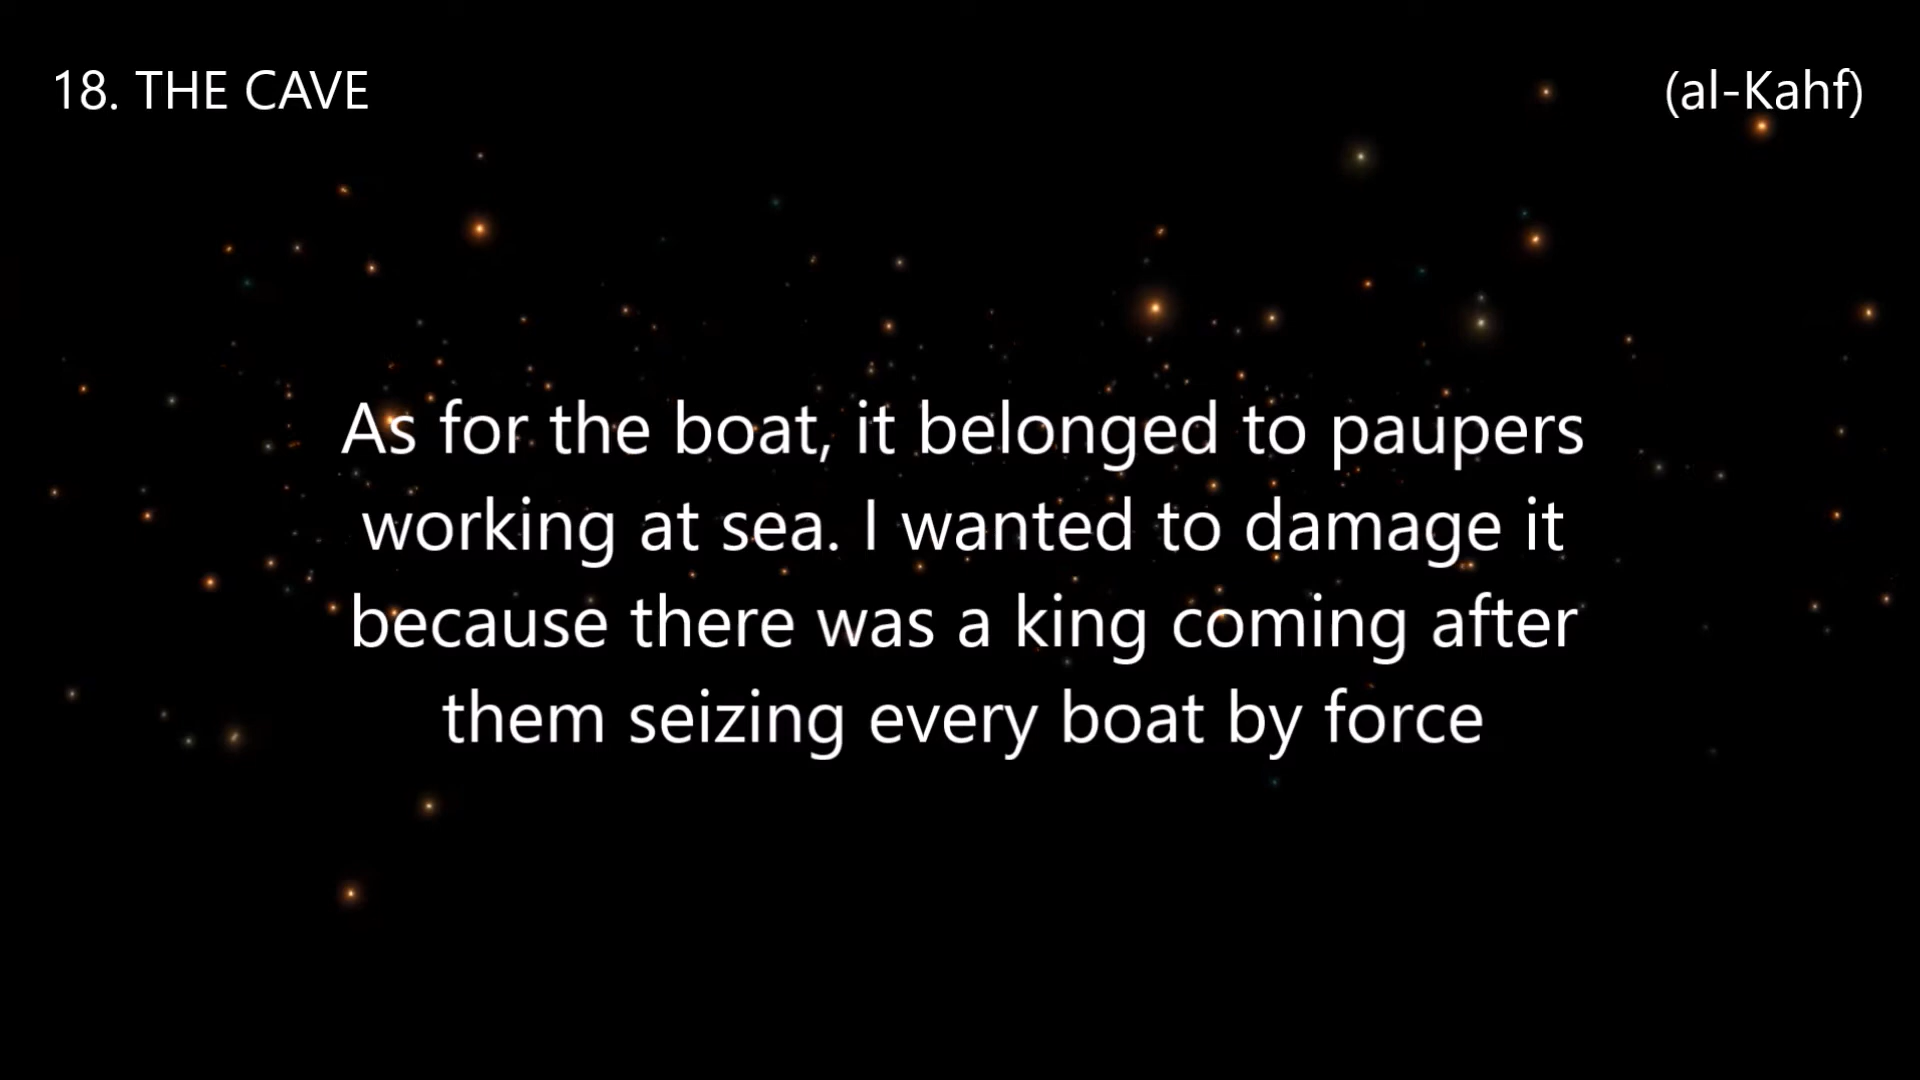 18. THE CAVE
(al-Kahf)
As for the boat, it belonged to paupers
working at sea. I wanted to damage it
because there was a king coming after
them seizing every boat by force